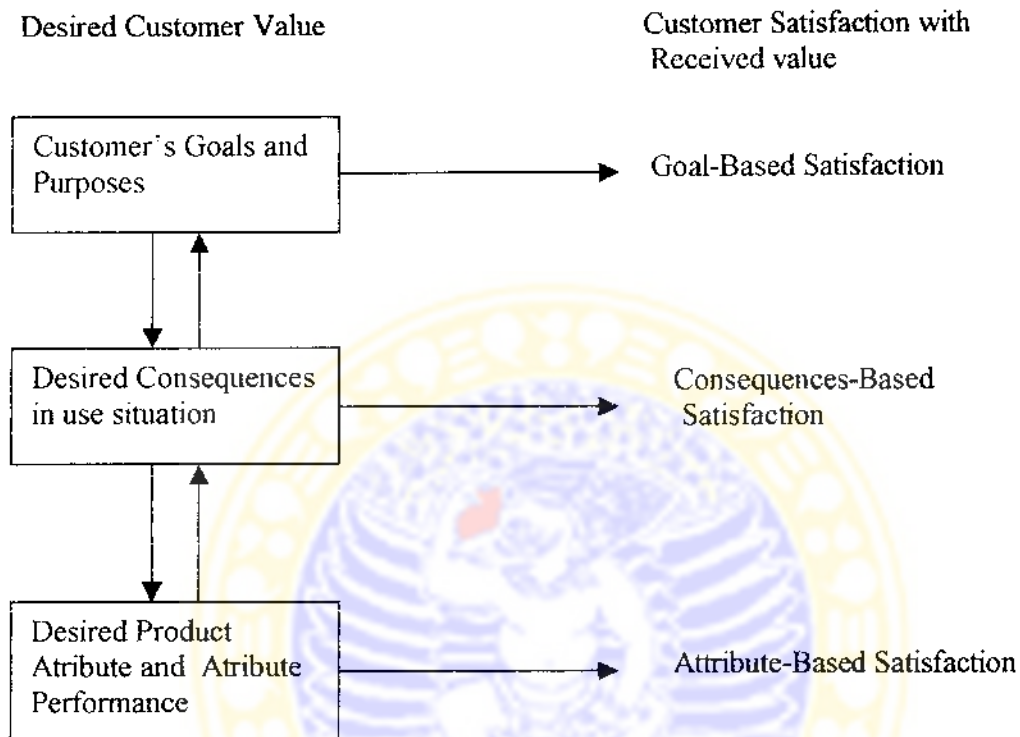 Desired Customer Value
Customer Satisfaction with
Received value
Customer's Goals and
Purposes
Goal-Based Satisfaction
Desired Consequences
in use situation
Consequences-Based
Satisfaction
Desired Product
Atribute and Atribute
Performance
Attribute-Based Satisfaction